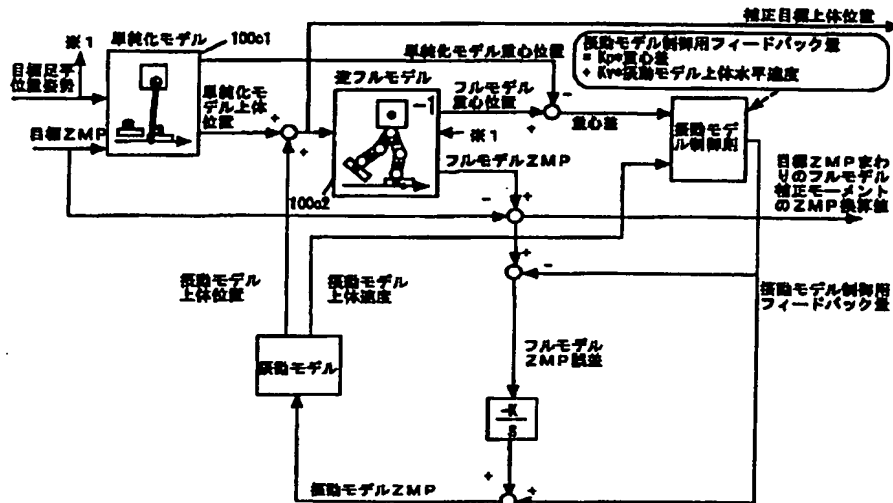 補正目標上体位置
※1
単純化モデル
100c1
単純化モデル重心位置
振動モデル制御用フィードバック量
= Kp*重心差
+ Kv*振動モデル上体水平速度
目標足平
位置姿勢
単純化モ
デル上体
位置
逆フルモデル
フルモデル
重心位置
-1
重心差
振動モデ
ル制御則
目標ZMP
※1
フルモデルZMP
100c2
目標ZMPまわ
りのフルモデル
補正モーメント
のZMP換算値
振動モデル
上体位置
振動モデル
上体速度
振動モデル制御用
フィードバック量
フルモデル
ZMP誤差
振動モデル
-K
S
振動モデルZMP